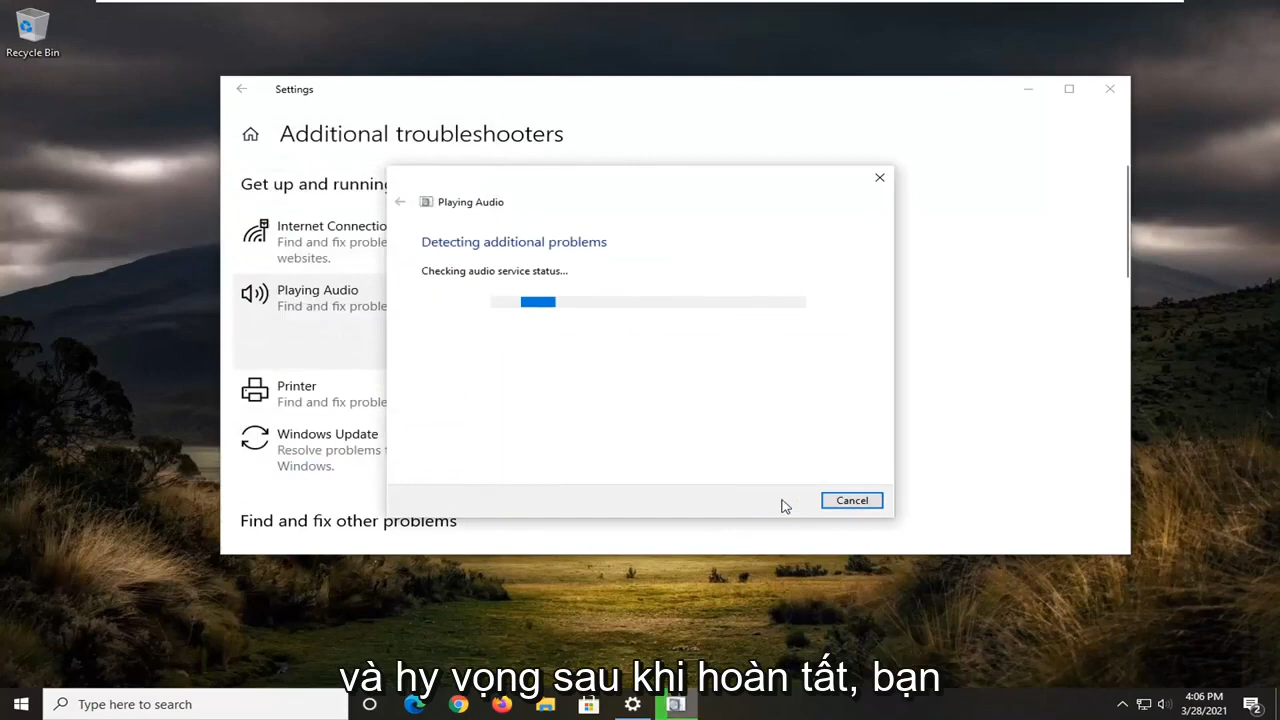 Recycle Bin
Settings
Additional troubleshooters
Get up and running
Internet Connectio
Find and fix proble
websites.
Playing Audio
Find and fix proble
Printer
Find and fix proble
Windows Update
Resolve problems t
Windows.
Find and fix other problems
Playing Audio
Detecting additional problems
Checking audio service status...
Cancel
và hy vọng sau khi hoàn tất, bạn
Type here to search
4:06 PM
3/28/2021
2